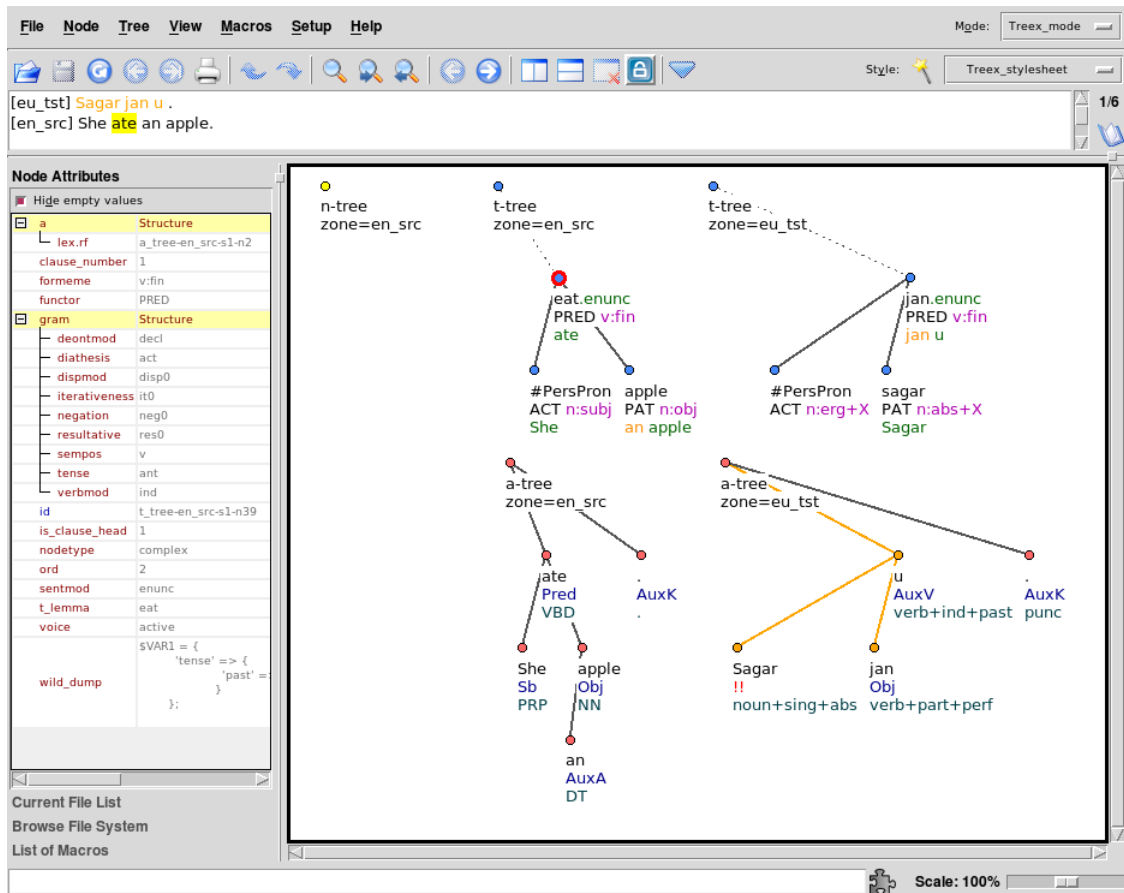 File Node Tree View Macros Setup Help Mode: Treex_mode
Style: Treex_stylesheet
[eu_tst] Sagar jan u .
[en_src] She ate an apple.
1/6
Node Attributes
Hide empty values
a Structure
lex.rf a_tree-en_src-s1-n2
clause_number 1
formeme v:fin
functor PRED
gram Structure
deontmod decl
diathesis act
dispmod disp0
iterativeness it0
negation neg0
resultative res0
sempos v
tense ant
verbmod ind
id t_tree-en_src-s1-n39
is_clause_head 1
nodetype complex
ord 2
sentmod enunc
t_lemma eat
voice active
wild_dump $VAR1 = {
'tense' => {
'past' =>
}
};
Current File List
Browse File System
List of Macros
n-tree
zone=en_src
t-tree
zone=en_src
t-tree
zone=eu_tst
eat.enunc
PRED v:fin
ate
jan.enunc
PRED v:fin
jan u
#PersPron
ACT n:subj
She
apple
PAT n:obj
an apple
#PersPron
ACT n:erg+X
sagar
PAT n:abs+X
Sagar
a-tree
zone=en_src
a-tree
zone=eu_tst
ate
Pred
VBD
.
AuxK
.
u
AuxV
verb+ind+past
.
AuxK
punc
She
Sb
PRP
apple
Obj
NN
Sagar
!!
noun+sing+abs
jan
Obj
verb+part+perf
an
AuxA
DT
Scale: 100%